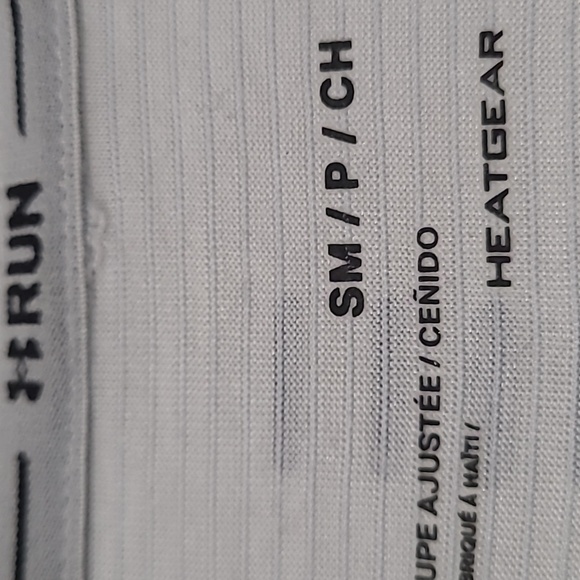 RUN
SM / P / CH
UPE AJUSTÉE / CEÑIDO
BRIQUÉ À HAÏTI /
HEATGEAR